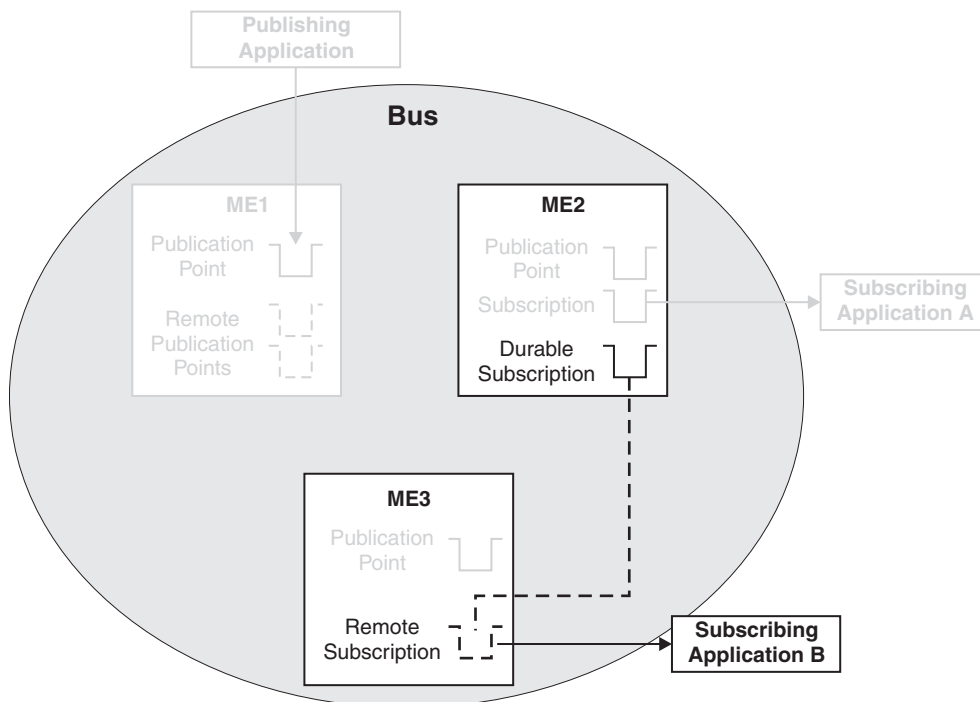 Publishing
Application
Bus
ME1
Publication
Point
Remote
Publication
Points
ME2
Publication
Point
Subscription
Durable
Subscription
Subscribing
Application A
ME3
Publication
Point
Remote
Subscription
Subscribing
Application B